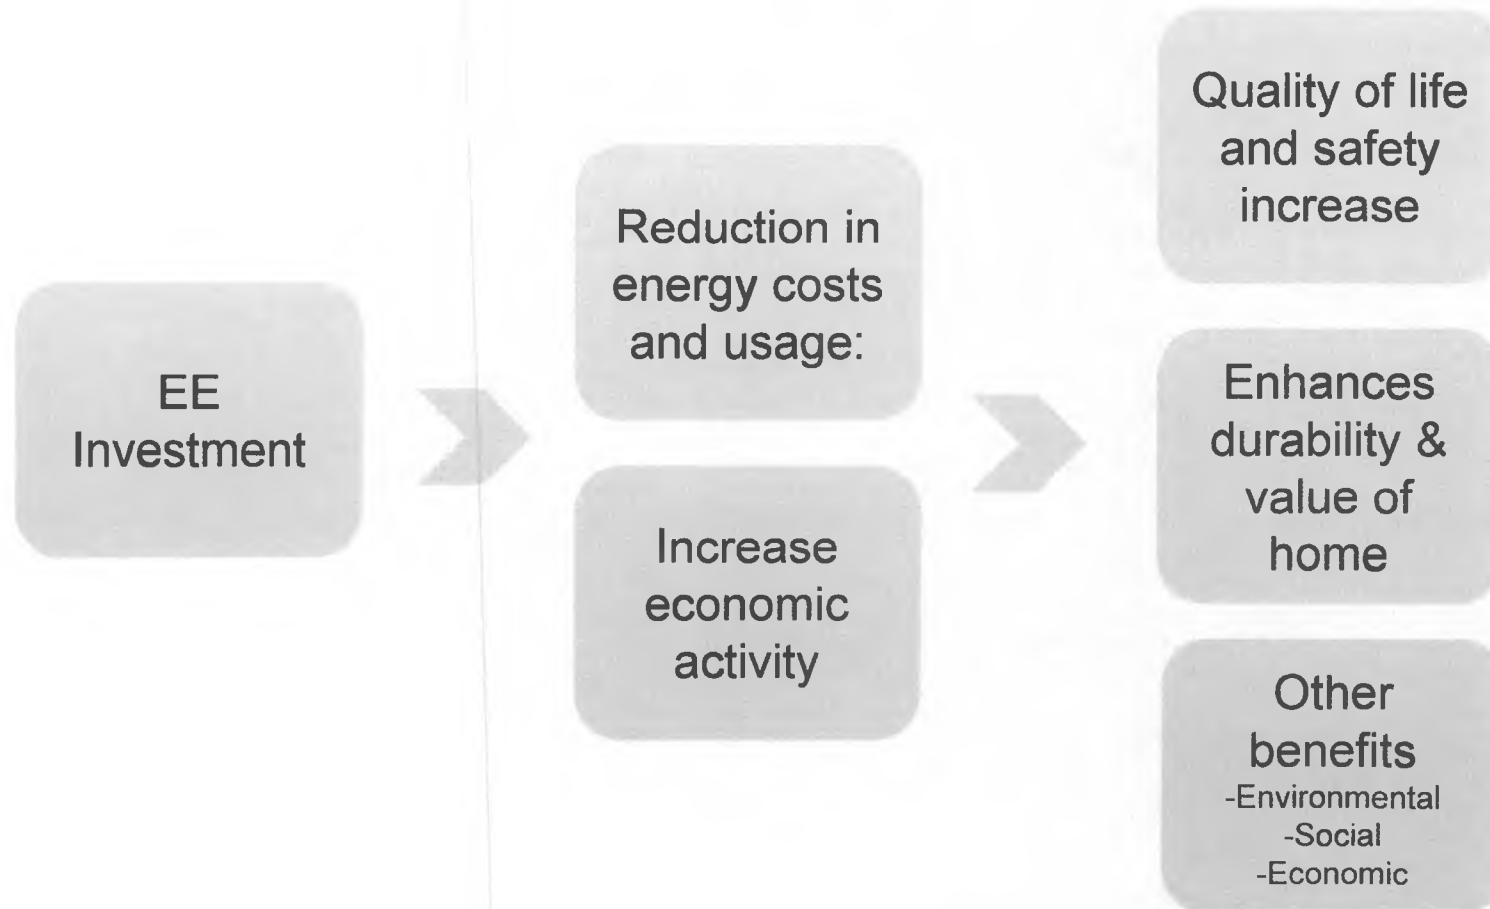 EE
Investment
Reduction in
energy costs
and usage:
Increase
economic
activity
Quality of life
and safety
increase
Enhances
durability &
value of
home
Other
benefits
-Environmental
-Social
-Economic